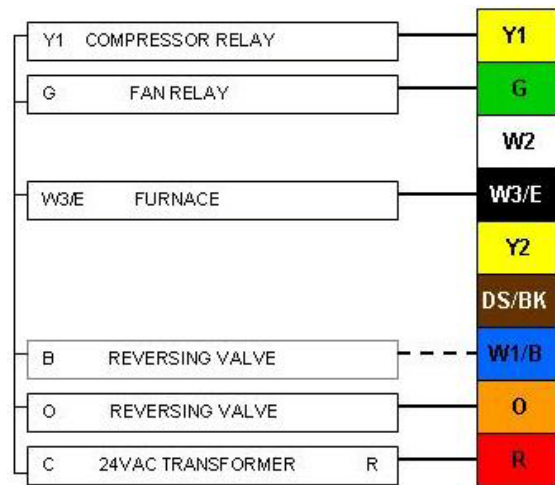 Y1 COMPRESSOR RELAY Y1
G FAN RELAY G
W2
W3/E FURNACE W3/E
Y2
DS/BK
B REVERSING VALVE W1/B
O REVERSING VALVE O
C 24VAC TRANSFORMER R R